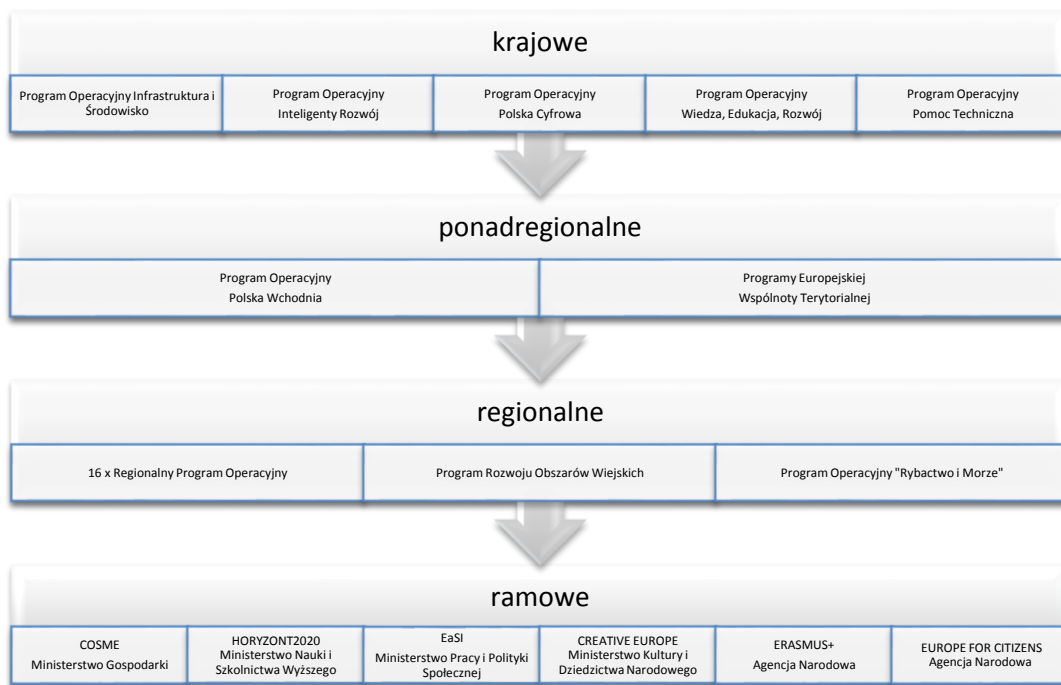 krajowe
Program Operacyjny Infrastruktura i
Środowisko
Program Operacyjny
Inteligenty Rozwój
Program Operacyjny
Polska Cyfrowa
Program Operacyjny
Wiedza, Edukacja, Rozwój
Program Operacyjny
Pomoc Techniczna
ponadregionalne
Program Operacyjny
Polska Wchodnia
Programy Europejskiej
Wspólnoty Terytorialnej
regionalne
16 x Regionalny Program Operacyjny
Program Rozwoju Obszarów Wiejskich
Program Operacyjny "Rybactwo i Morze"
ramowe
COSME
Ministerstwo Gospodarki
HORYZONT2020
Ministerstwo Nauki i
Szkolnictwa Wyższego
EaSI
Ministerstwo Pracy i Polityki
Społecznej
CREATIVE EUROPE
Ministerstwo Kultury i
Dziedzictwa Narodowego
ERASMUS+
Agencja Narodowa
EUROPE FOR CITIZENS
Agencja Narodowa